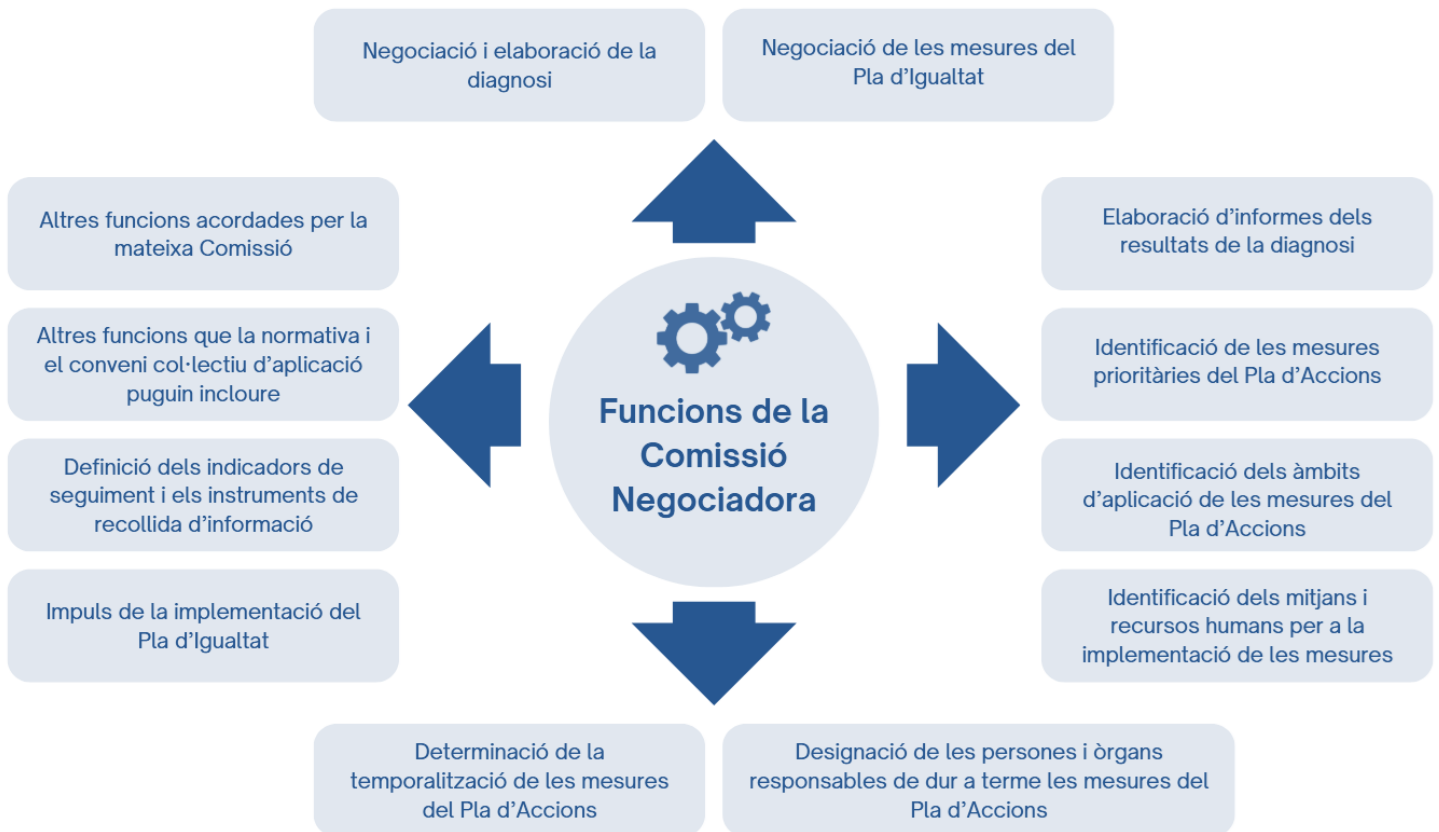 Negociació i elaboració de la
diagnosi
Negociació de les mesures del
Pla d’Igualtat
Altres funcions acordades per la
mateixa Comissió
Altres funcions que la normativa i
el conveni col·lectiu d’aplicació
puguin incloure
Definició dels indicadors de
seguiment i els instruments de
recollida d’informació
Impuls de la implementació del
Pla d’Igualtat
Funcions de la
Comissió
Negociadora
Elaboració d’informes dels
resultats de la diagnosi
Identificació de les mesures
prioritàries del Pla d’Accions
Identificació dels àmbits
d’aplicació de les mesures del
Pla d’Accions
Identificació dels mitjans i
recursos humans per a la
implementació de les mesures
Determinació de la
temporalització de les mesures
del Pla d’Accions
Designació de les persones i òrgans
responsables de dur a terme les mesures del
Pla d’Accions